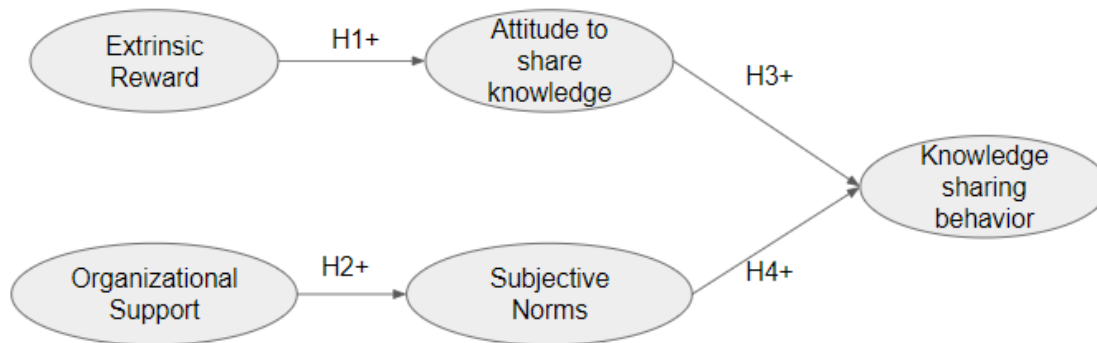 Extrinsic
Reward
H1+
Attitude to
share
knowledge
H3+
Knowledge
sharing
behavior
Organizational
Support
H2+
Subjective
Norms
H4+